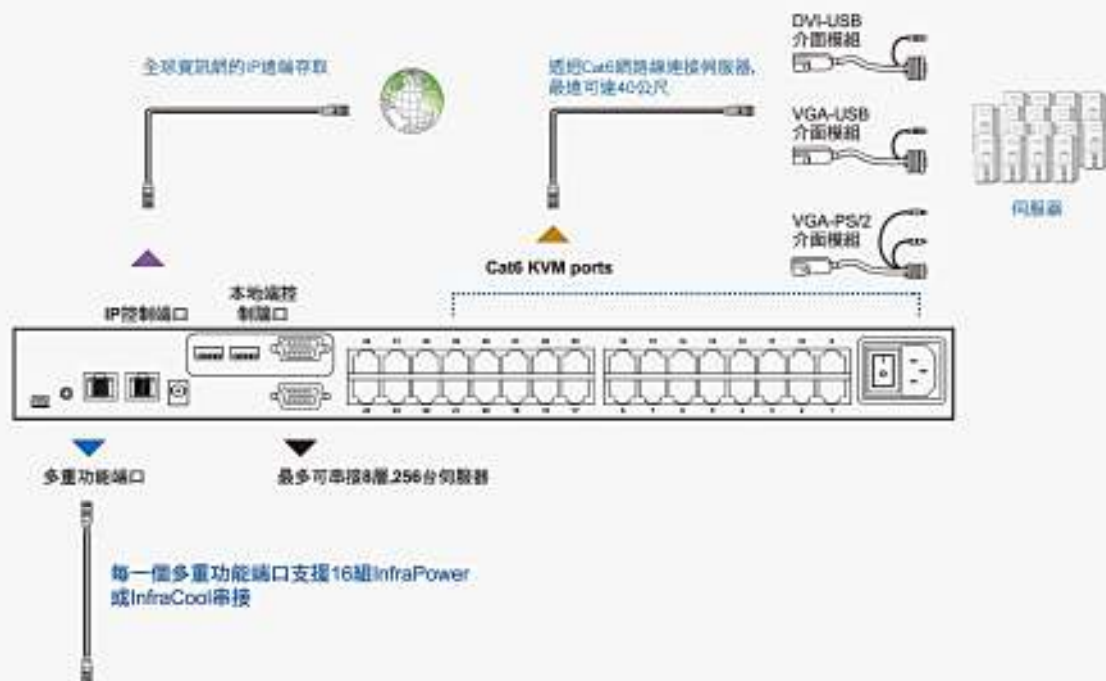 全球資訊網的IP遠端存取
透過Cat6網路線連接伺服器,
最遠可達40公尺
DVI-USB
介面模組
VGA-USB
介面模組
VGA-PS/2
介面模組
伺服器
Cat6 KVM ports
IP控制端口
本地端控
制端口
多重功能端口
最多可串接8層,256台伺服器
每一個多重功能端口支援16組InfraPower
或InfraCool串接